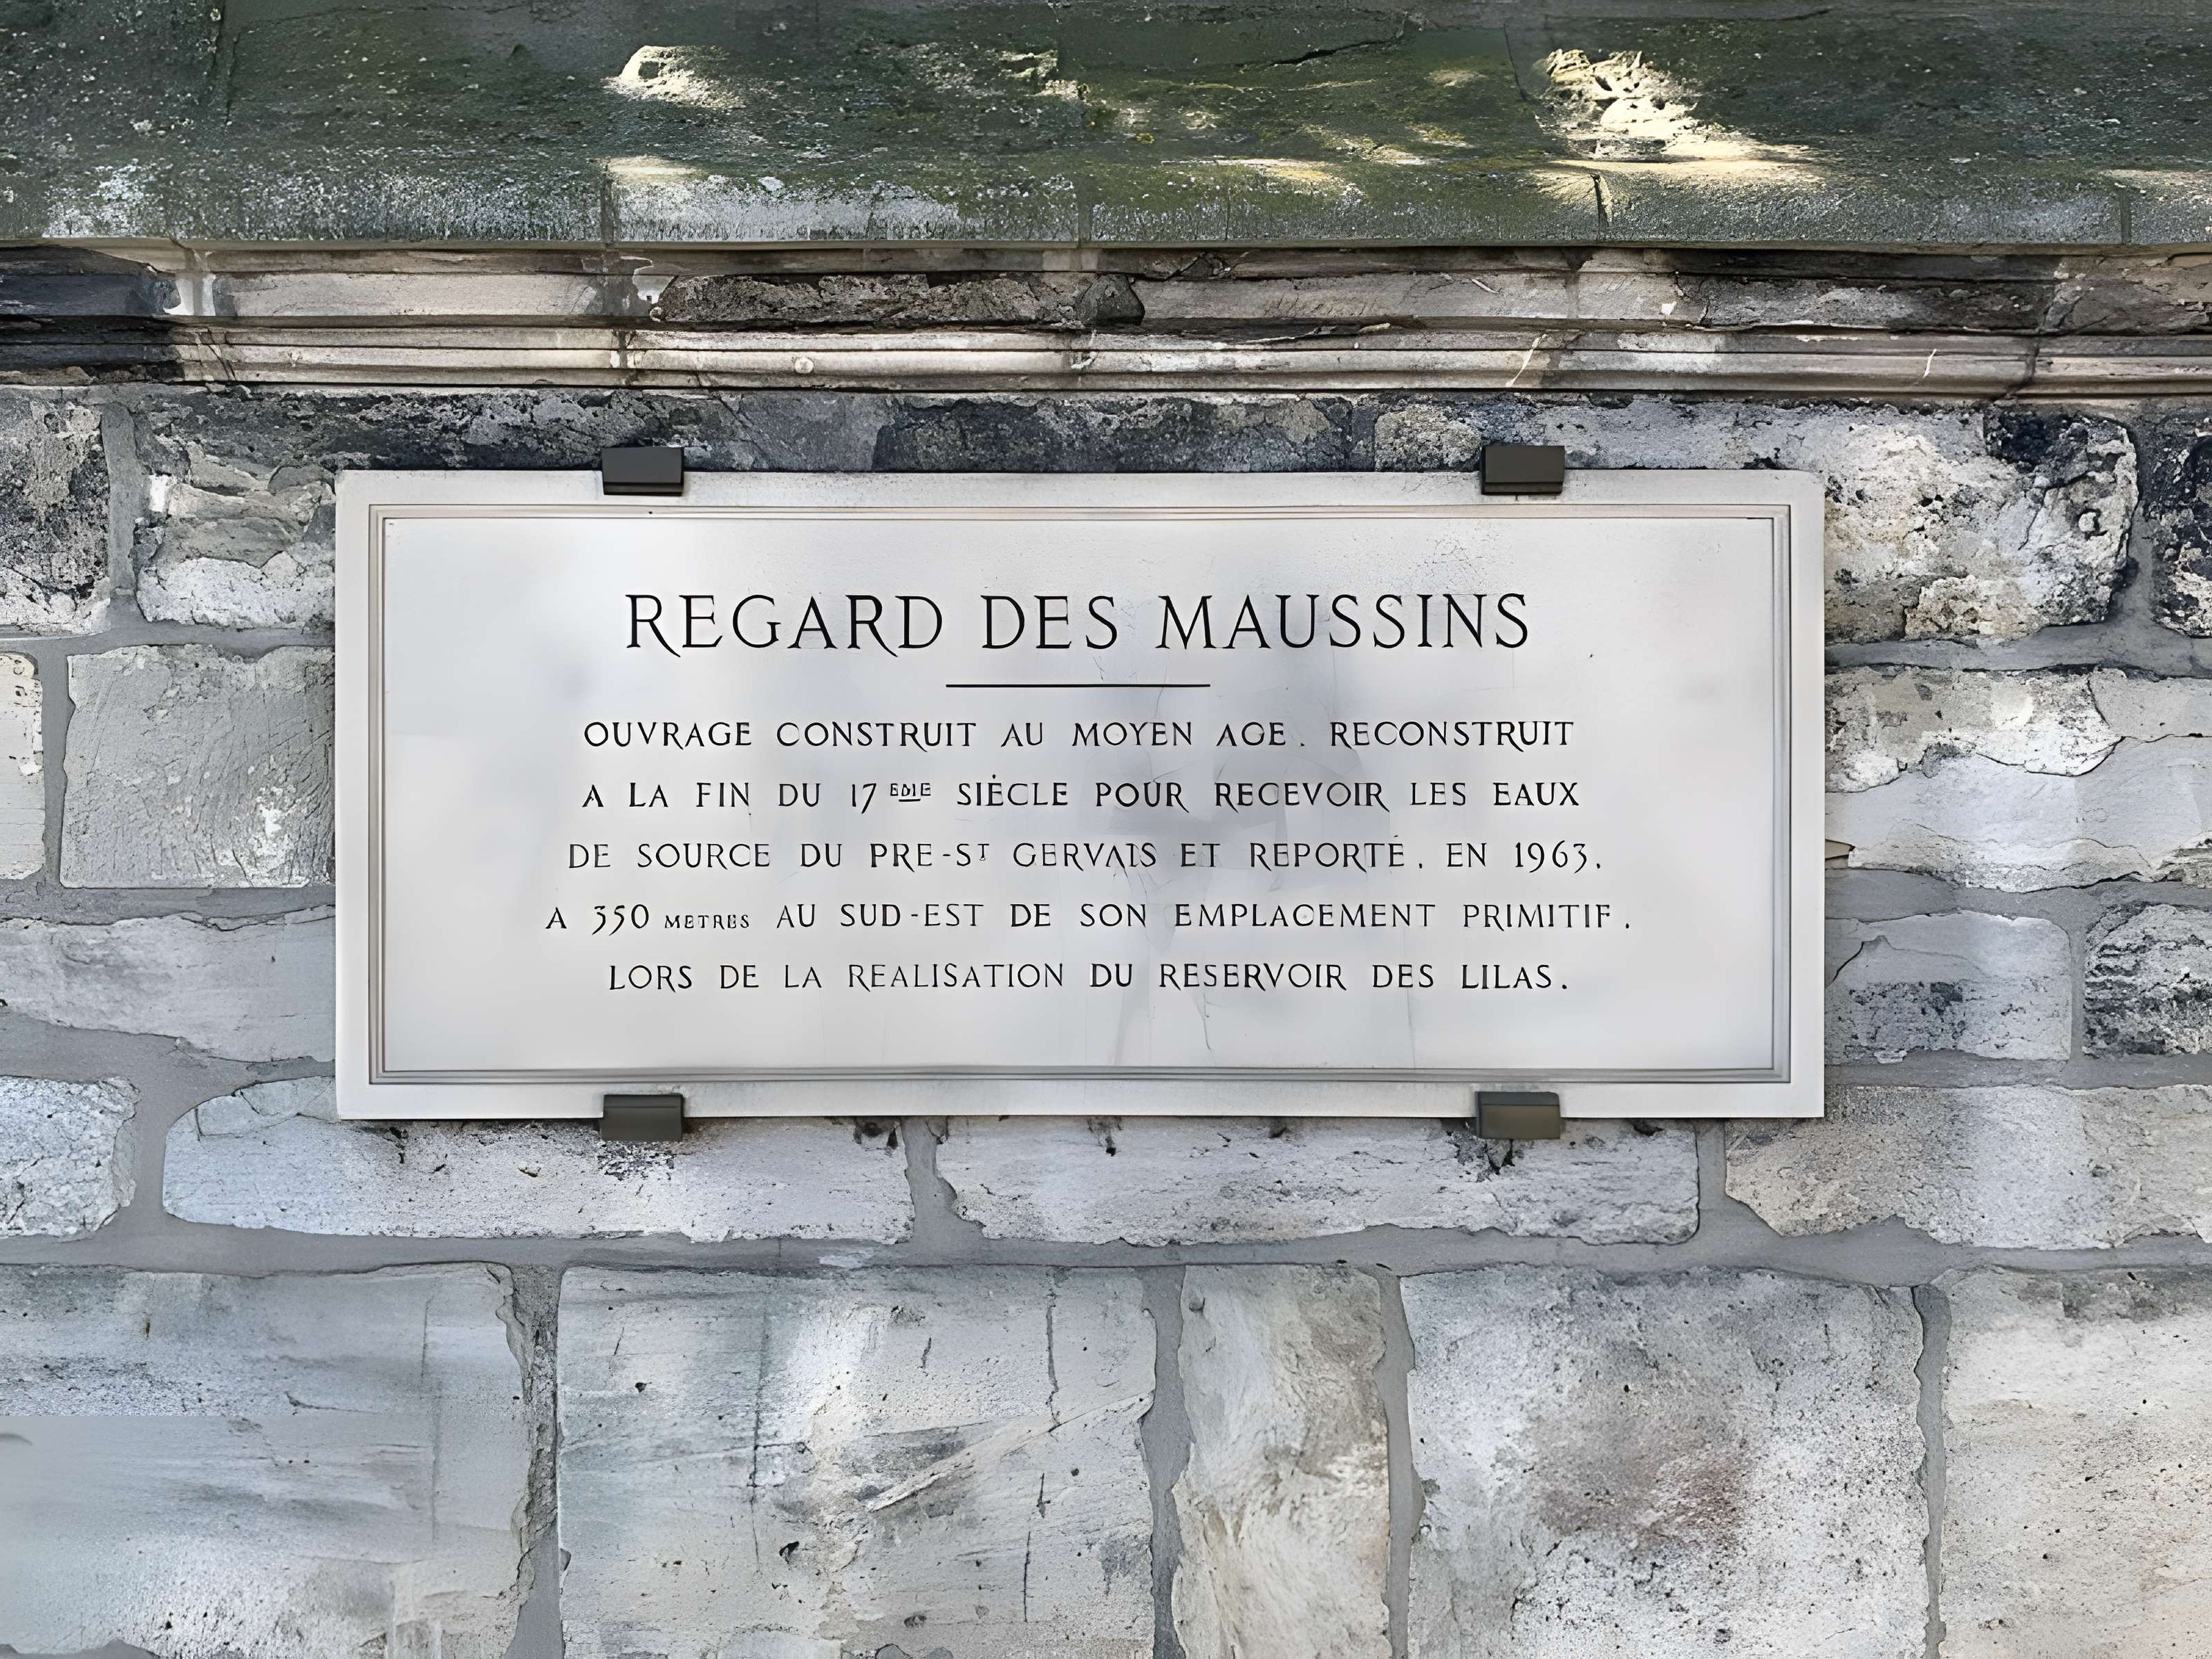 REGARD DES MAUSSINS
OUVRAGE CONSTRUIT AU MOYEN AGE. RECONSTRUIT
A LA FIN DU 17 EME SIÈCLE POUR RECEVOIR LES EAUX
DE SOURCE DU PRE-ST GERVAIS ET REPORTÉ, EN 1963,
A 350 METRES AU SUD-EST DE SON EMPLACEMENT PRIMITIF.
LORS DE LA REALISATION DU RESERVOIR DES LILAS.